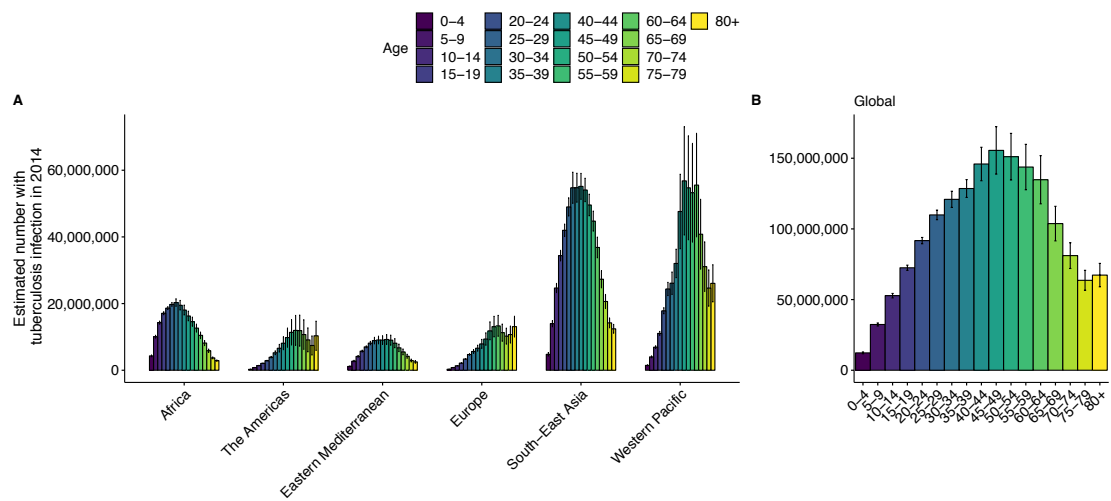 Age
0−4 20−24 40−44 60−64 80+
5−9 25−29 45−49 65−69
10−14 30−34 50−54 70−74
15−19 35−39 55−59 75−79
A
Estimated number with
tuberculosis infection in 2014
60,000,000
40,000,000
20,000,000
0
Africa
The Americas
Eastern Mediterranean
Europe
South−East Asia
Western Pacific
B
Global
150,000,000
100,000,000
50,000,000
0
0−4
5−9
10−14
15−19
20−24
25−29
30−34
35−39
40−44
45−49
50−54
55−59
60−64
65−69
70−74
75−79
80+